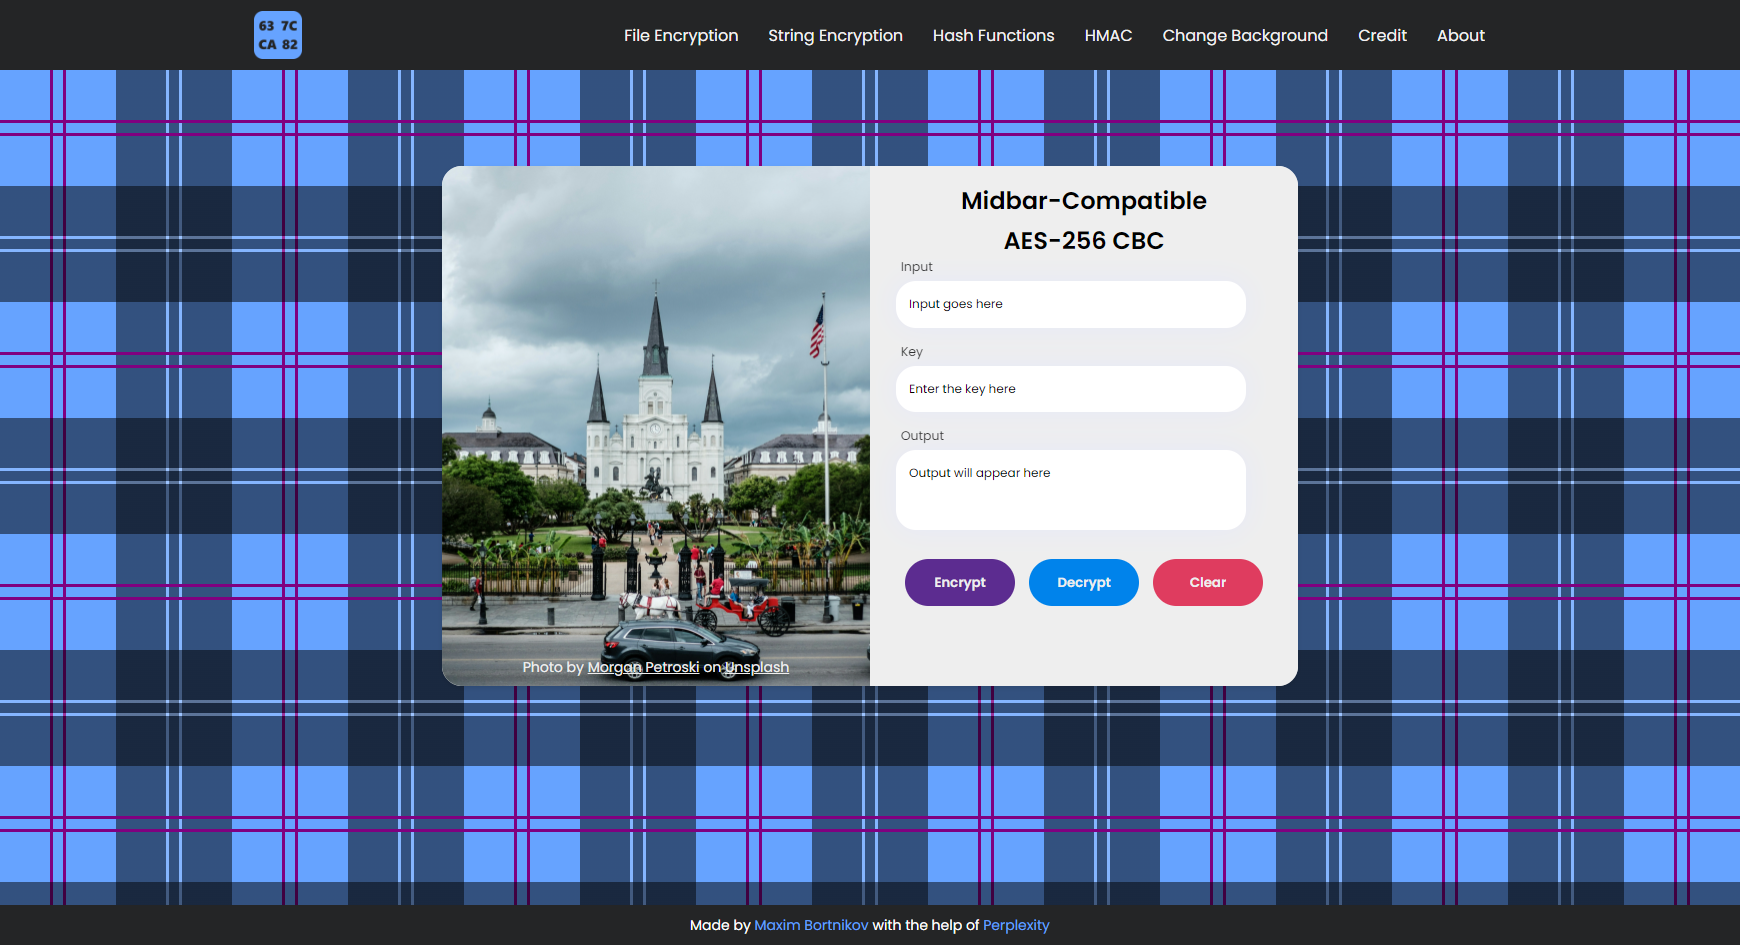 63 7C
CA 82
File Encryption String Encryption Hash Functions HMAC Change Background Credit About
Midbar-Compatible
AES-256 CBC
Input
Input goes here
Key
Enter the key here
Output
Output will appear here
Encrypt Decrypt Clear
Photo by Morgan Petroski on Unsplash
Made by Maxim Bortnikov with the help of Perplexity